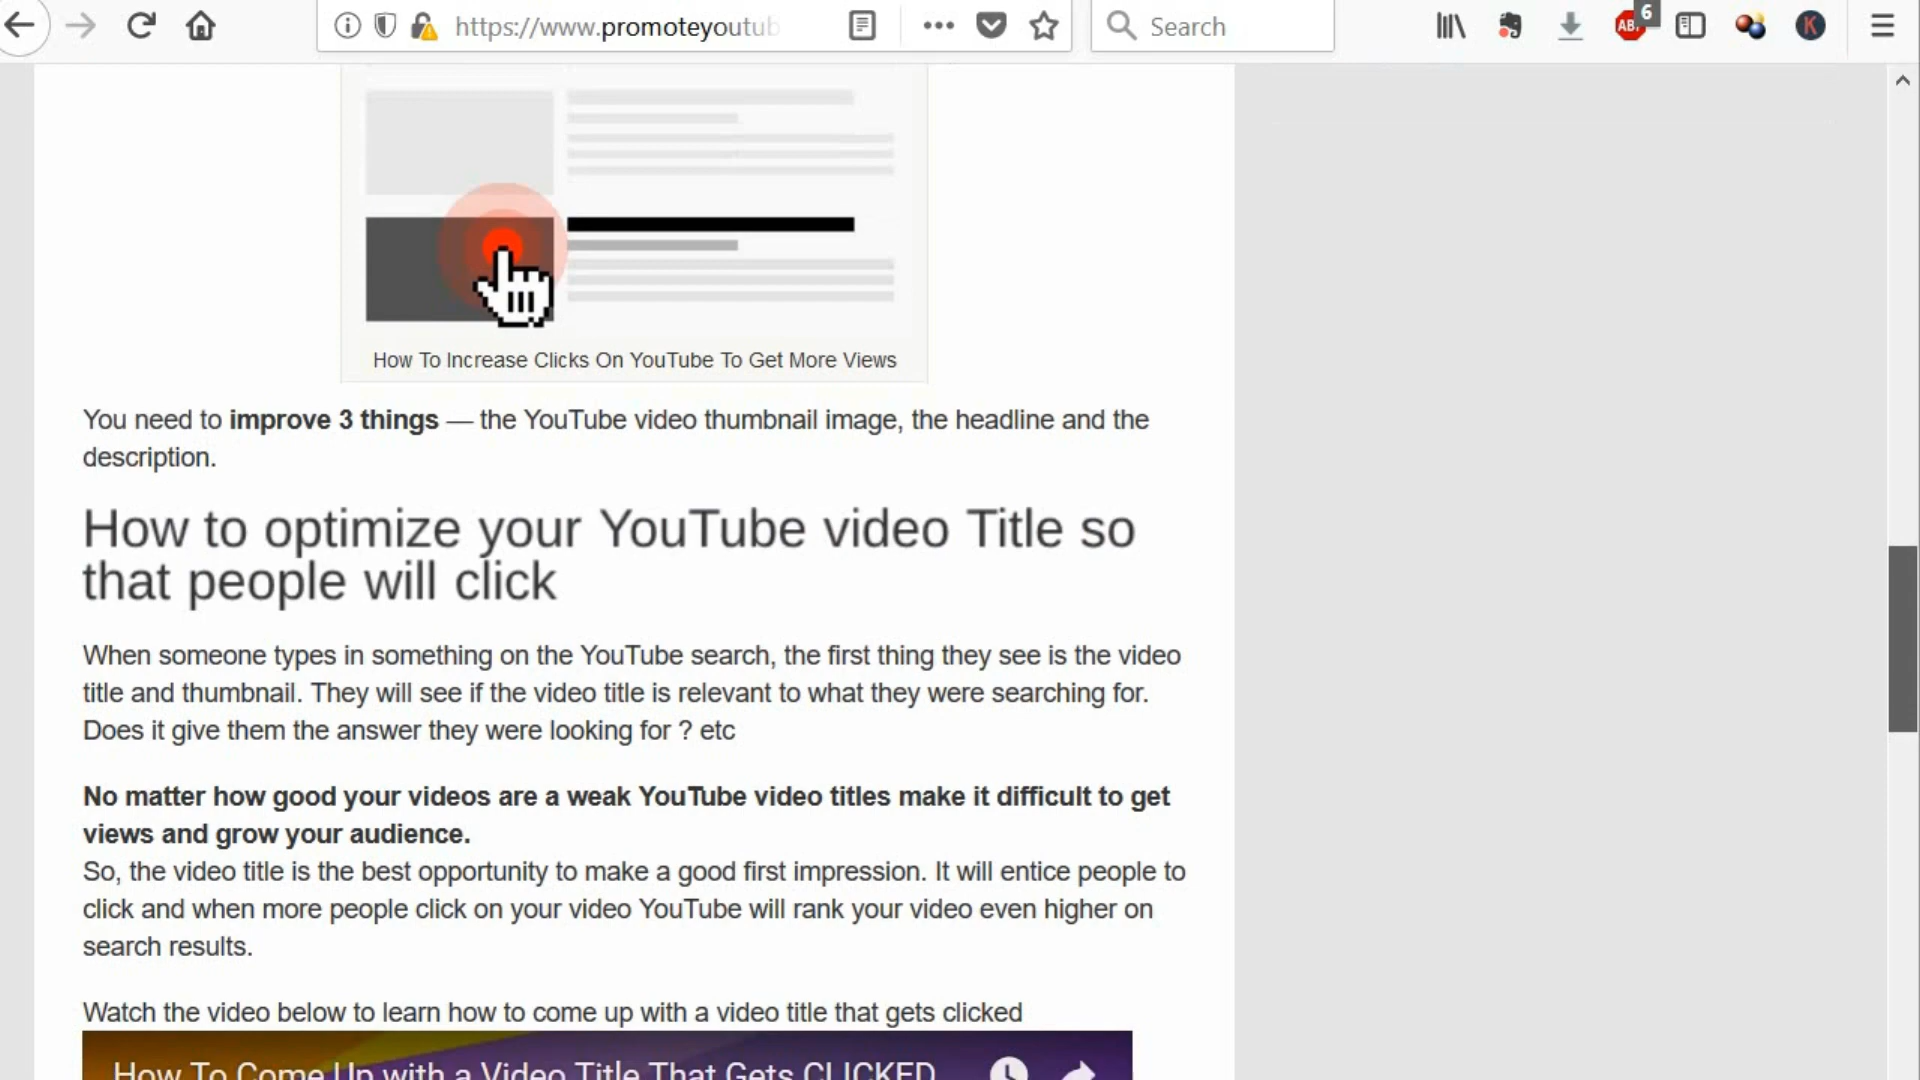 https://www.promoteyoutub
Search
6
ABP
K
How To Increase Clicks On YouTube To Get More Views
You need to improve 3 things — the YouTube video thumbnail image, the headline and the
description.
How to optimize your YouTube video Title so
that people will click
When someone types in something on the YouTube search, the first thing they see is the video
title and thumbnail. They will see if the video title is relevant to what they were searching for.
Does it give them the answer they were looking for ? etc
No matter how good your videos are a weak YouTube video titles make it difficult to get
views and grow your audience.
So, the video title is the best opportunity to make a good first impression. It will entice people to
click and when more people click on your video YouTube will rank your video even higher on
search results.
Watch the video below to learn how to come up with a video title that gets clicked
How To Come Up with a Video Title That Gets CLICKED